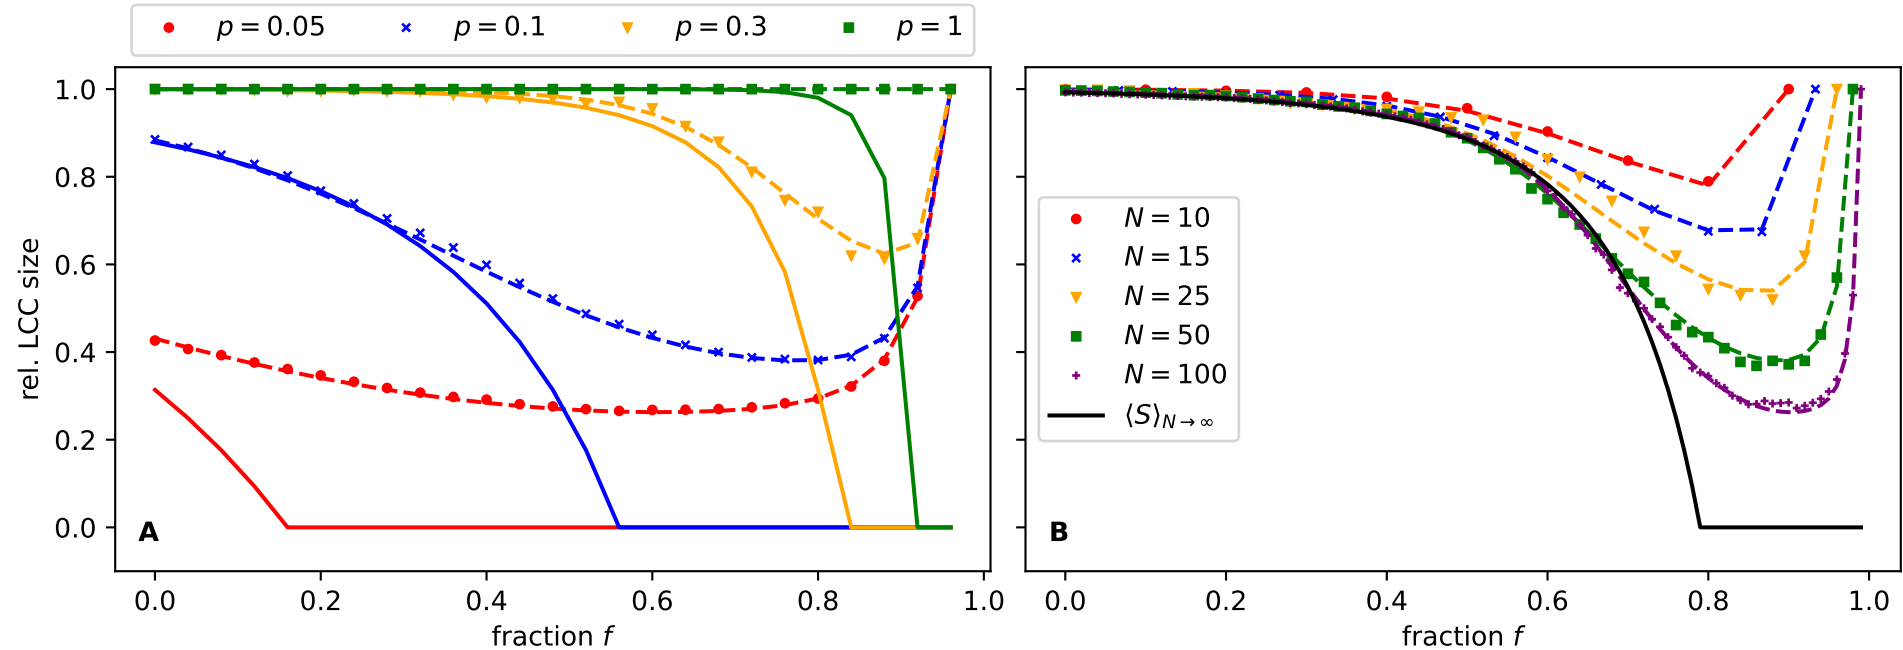 p = 0.05 p = 0.1 p = 0.3 p = 1
rel. LCC size
1.0
0.8
0.6
0.4
0.2
0.0
A
0.0 0.2 0.4 0.6 0.8 1.0
fraction f
N = 10
N = 15
N = 25
N = 50
N = 100
⟨S⟩N→∞
B
0.0 0.2 0.4 0.6 0.8 1.0
fraction f